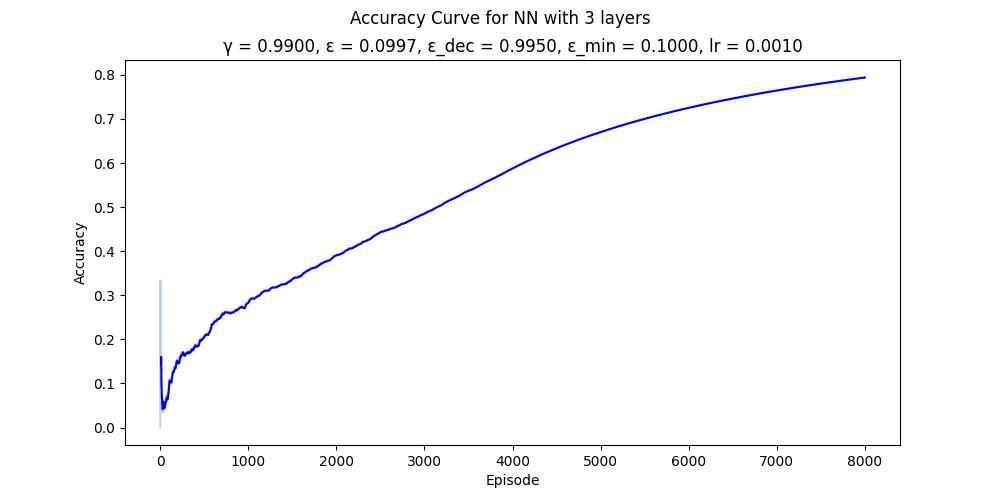 Accuracy Curve for NN with 3 layers
γ = 0.9900, ε = 0.0997, ε_dec = 0.9950, ε_min = 0.1000, lr = 0.0010
0.8
0.7
0.6
0.5
0.4
0.3
0.2
0.1
0.0
Accuracy
0 1000 2000 3000 4000 5000 6000 7000 8000
Episode